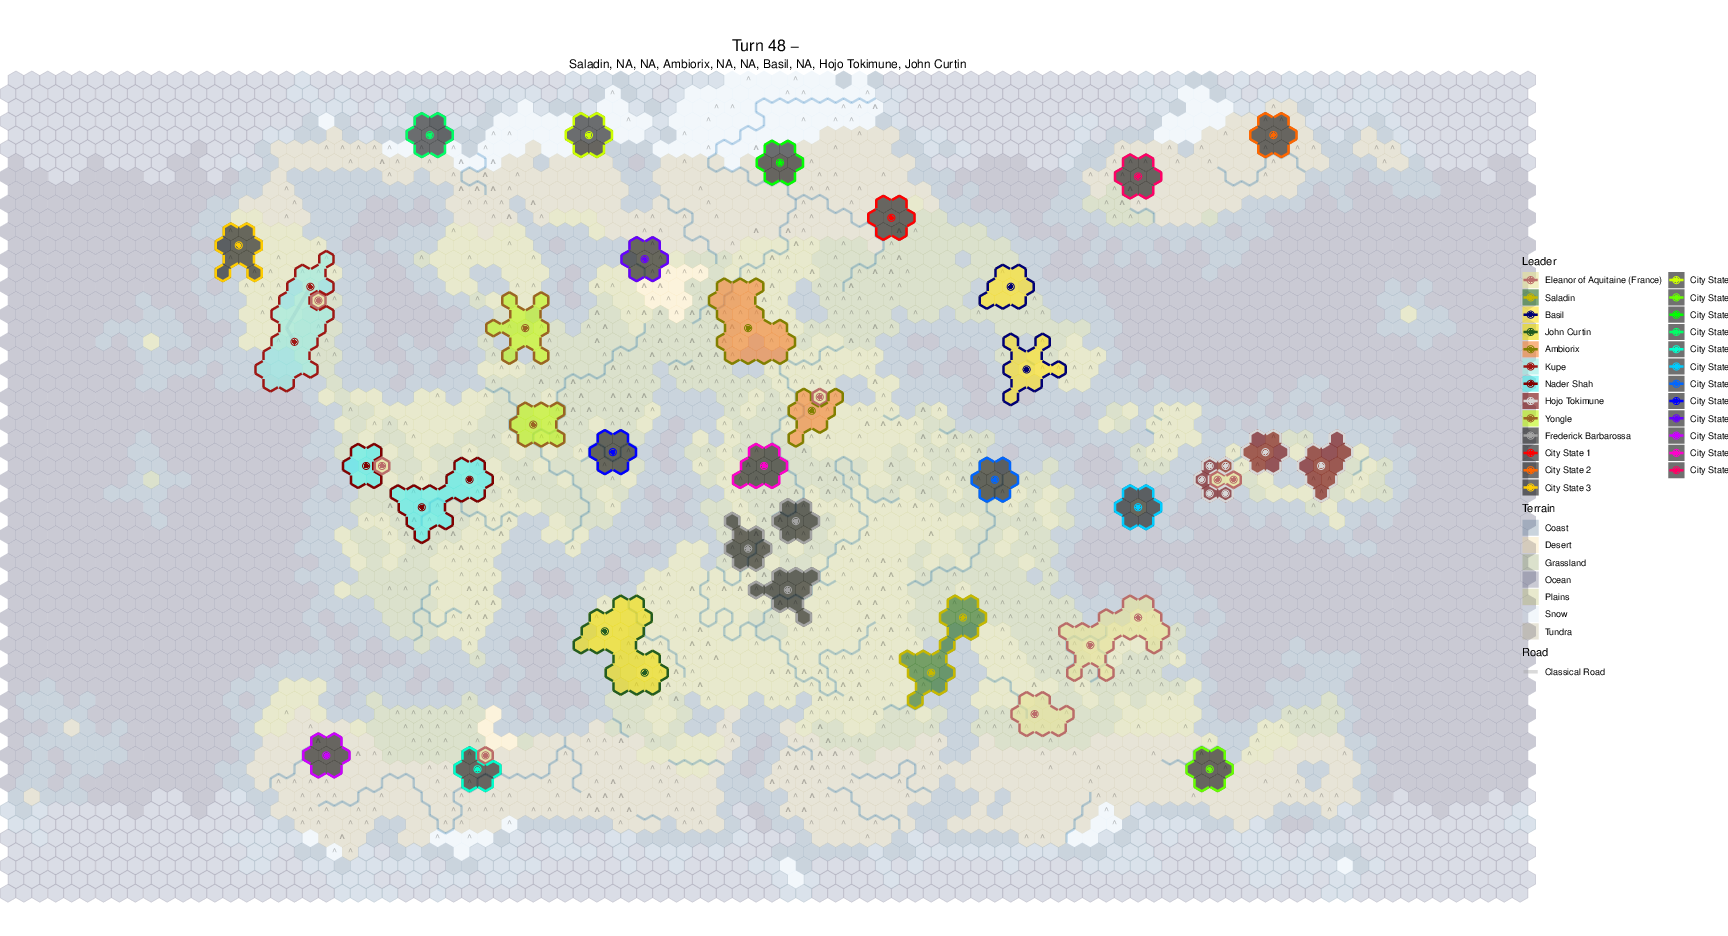 Turn 48 –
Saladin, NA, NA, Ambiorix, NA, NA, Basil, NA, Hojo Tokimune, John Curtin
Leader
Eleanor of Aquitaine (France)
Saladin
Basil
John Curtin
Ambiorix
Kupe
Nader Shah
Hojo Tokimune
Yongle
Frederick Barbarossa
City State 1
City State 2
City State 3
City State
City State
City State
City State
City State
City State
City State
City State
City State
City State
City State
City State
Terrain
Coast
Desert
Grassland
Ocean
Plains
Snow
Tundra
Road
Classical Road